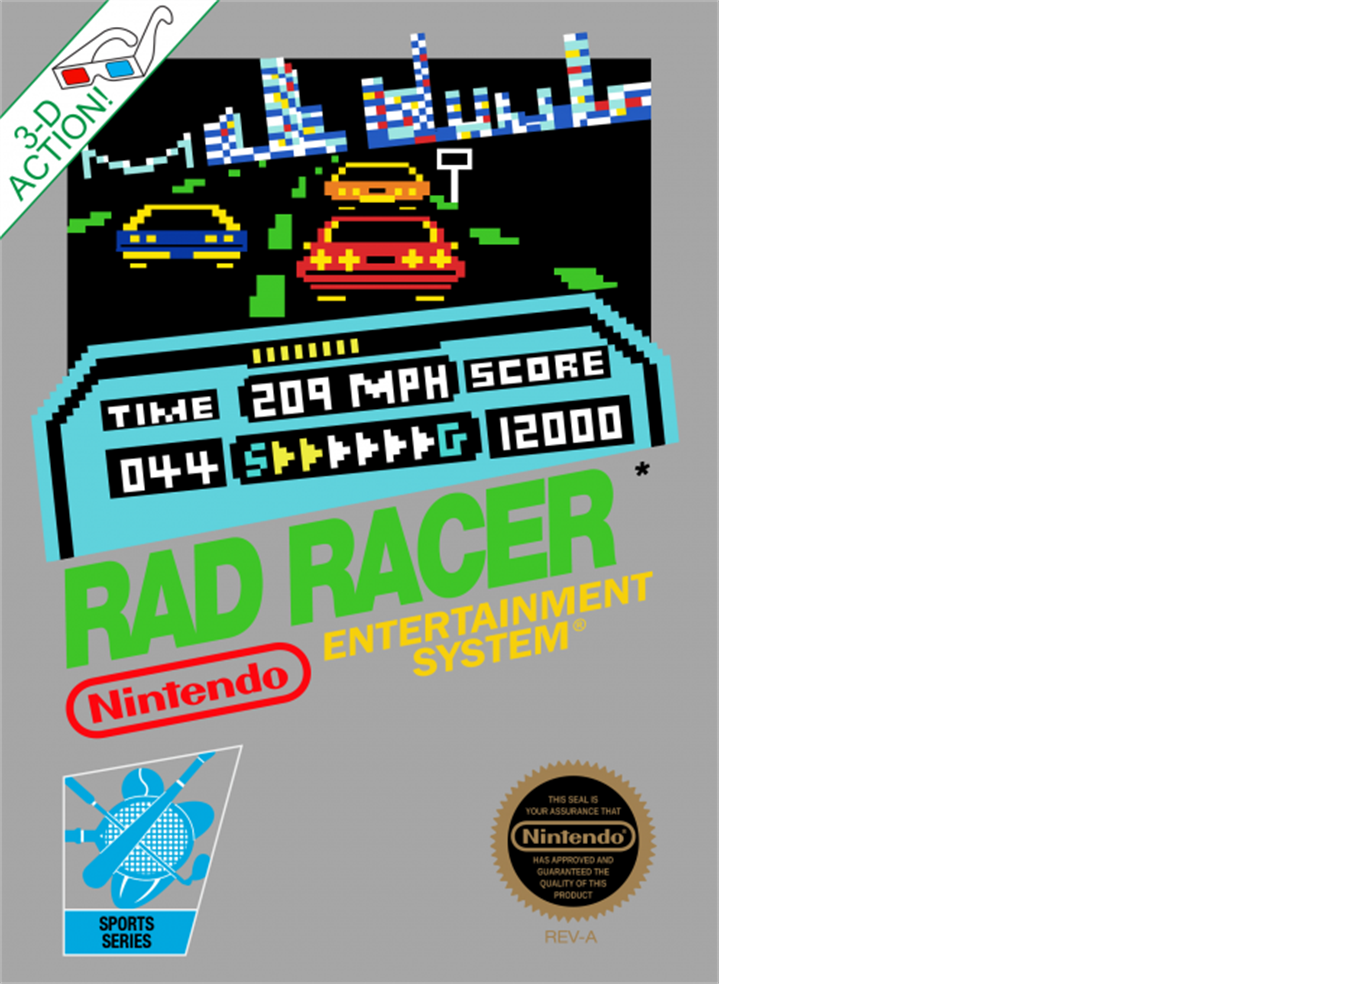 3-D
ACTION!
TIME
209 MPH
SCORE
044
S
G
12000
*
RAD RACER
Nintendo
ENTERTAINMENT
SYSTEM®
SPORTS
SERIES
THIS SEAL IS
YOUR ASSURANCE THAT
Nintendo®
HAS APPROVED AND
GUARANTEED THE
QUALITY OF THIS
PRODUCT
REV-A